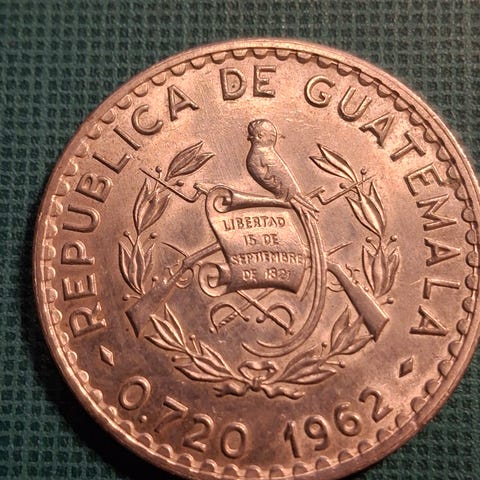 REPUBLICA DE GUATEMALA
LIBERTAD
15 DE
SEPTIEMBRE
DE 1821
0.720 1962